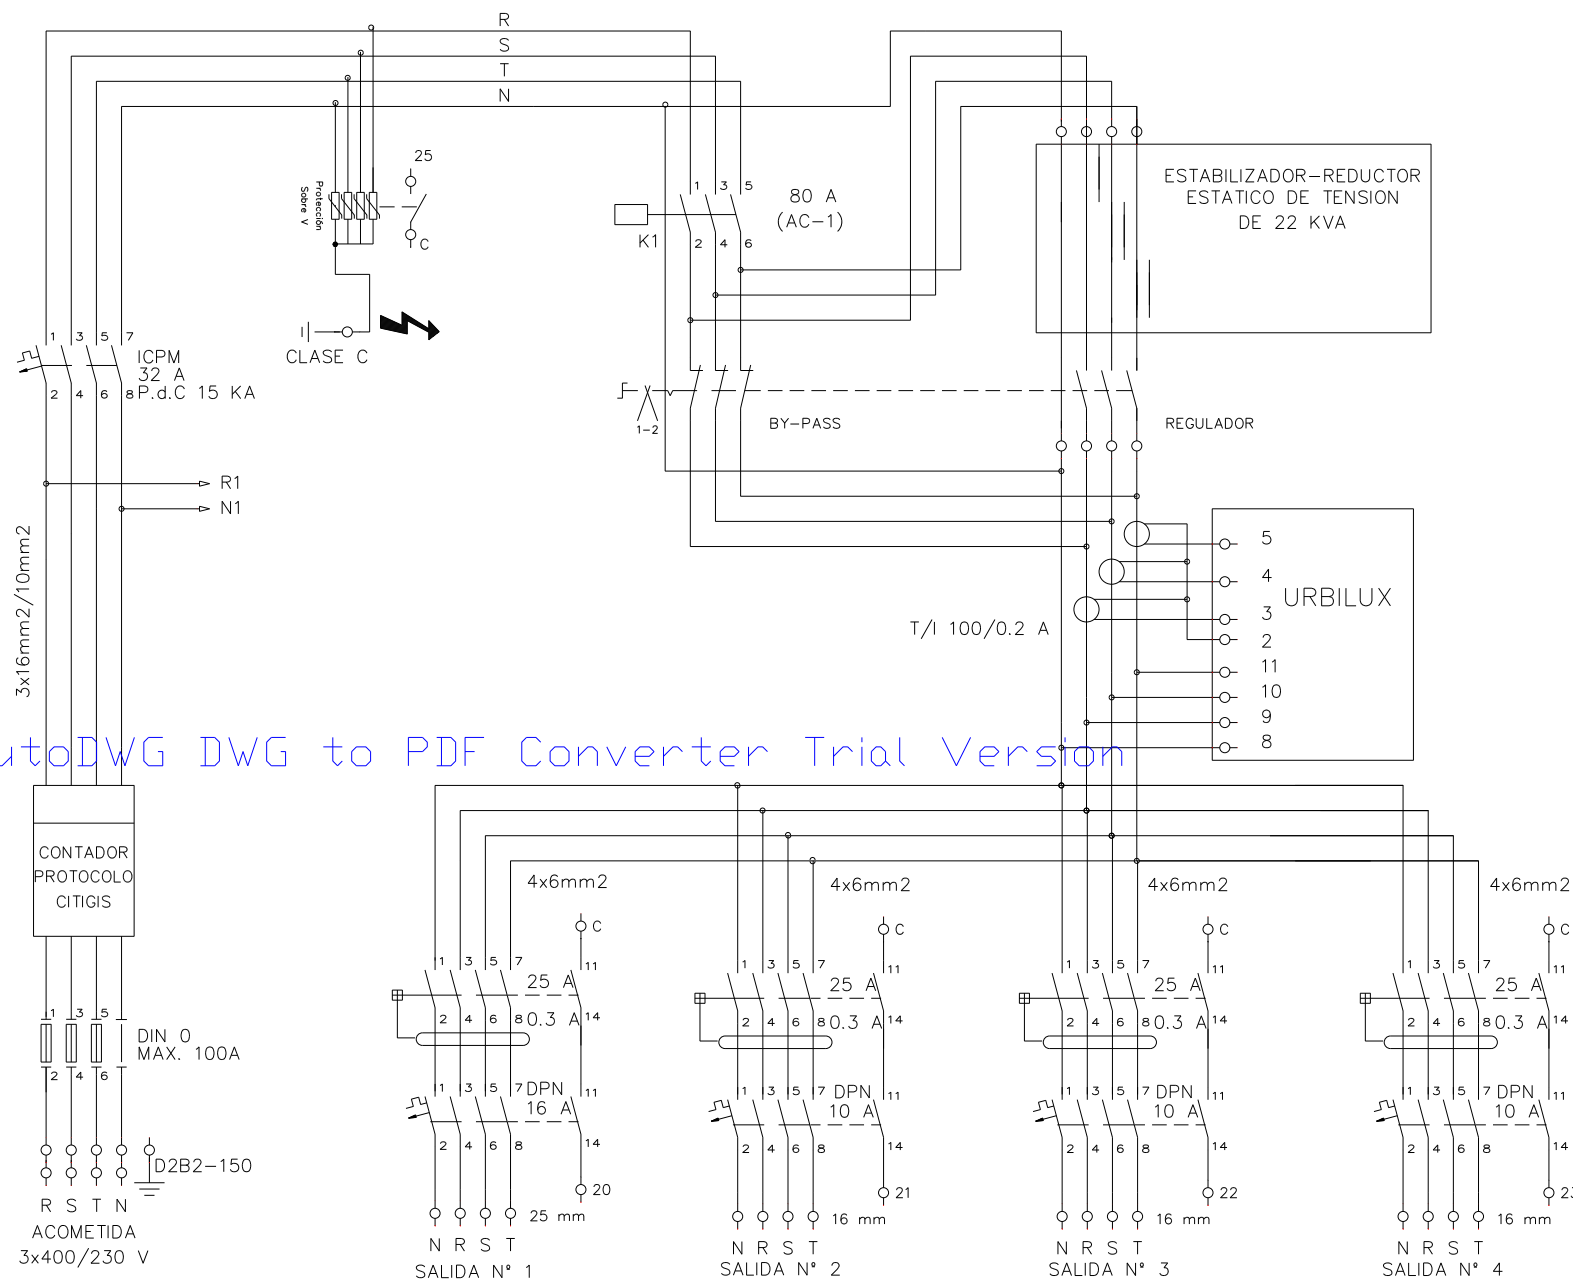 R
S
T
N
25
C
Protección
Sobre V
CLASE C
1 3 5
80 A
(AC-1)
K1
2 4 6
ESTABILIZADOR-REDUCTOR
ESTATICO DE TENSION
DE 22 KVA
1 3 5 7
ICPM
32 A
P.d.C 15 KA
2 4 6 8
1-2
BY-PASS
REGULADOR
R1
N1
3x16mm2/10mm2
5
4
3
2
11
10
9
8
URBILUX
T/I 100/0.2 A
utoDWG DWG to PDF Converter Trial Version
CONTADOR
PROTOCOLO
CITIGIS
1 3 5
DIN 0
MAX. 100A
2 4 6
D2B2-150
R S T N
ACOMETIDA
3x400/230 V
4x6mm2
C
1 3 5 7 11
25 A
2 4 6 8 0.3 A 14
1 3 5 7 DPN 11
16 A
2 4 6 8 14
20
25 mm
N R S T
SALIDA N° 1
4x6mm2
C
1 3 5 7 11
25 A
2 4 6 8 0.3 A 14
1 3 5 7 DPN 11
10 A
2 4 6 8 14
21
16 mm
N R S T
SALIDA N° 2
4x6mm2
C
1 3 5 7 11
25 A
2 4 6 8 0.3 A 14
1 3 5 7 DPN 11
10 A
2 4 6 8 14
22
16 mm
N R S T
SALIDA N° 3
4x6mm2
C
1 3 5 7 11
25 A
2 4 6 8 0.3 A 14
1 3 5 7 DPN 11
10 A
2 4 6 8 14
23
16 mm
N R S T
SALIDA N° 4